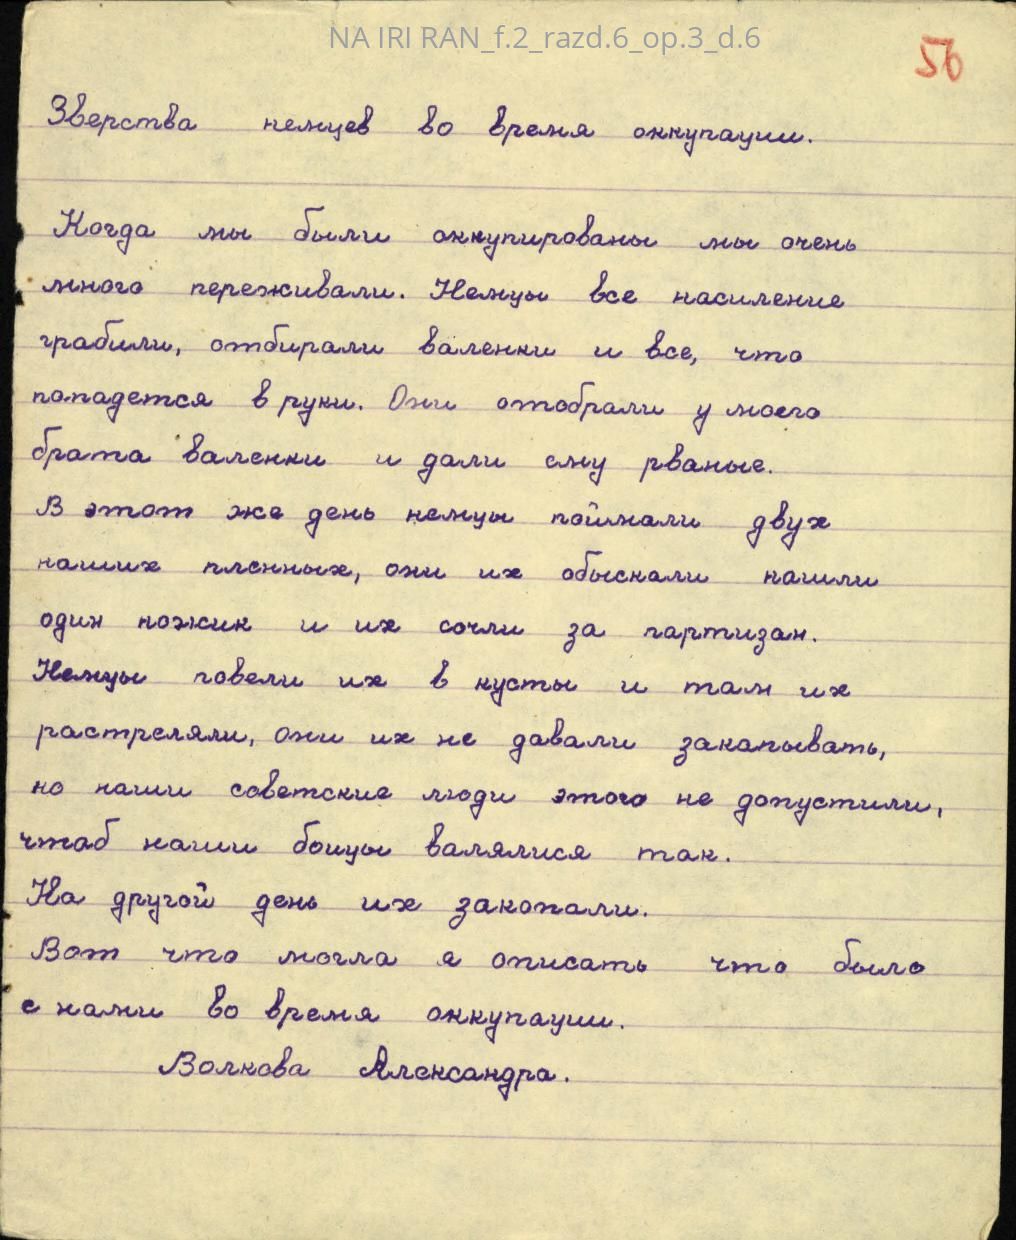 NA IRI RAN_f.2_razd.6_op.3_d.6
56
Зверства немцев во время оккупации.
Когда мы были оккупированы мы очень
много переживали. Немцы все насиление
грабили, отбирали валенки и все, что
попадется в руки. Они отобрали у моего
брата валенки и дали ему рваные.
В этот же день немцы поймали двух
наших пленных, они их обыскали нашли
один ножик и их сочли за партизан.
Немцы повели их в кусты и там их
растреляли, они их не давали закапывать,
но наши советские люди этого не допустили,
чтоб наши бойцы валялися так.
На другой день их закопали.
Вот что могла я описать что было
с нами во время оккупации.
Волкова Александра.